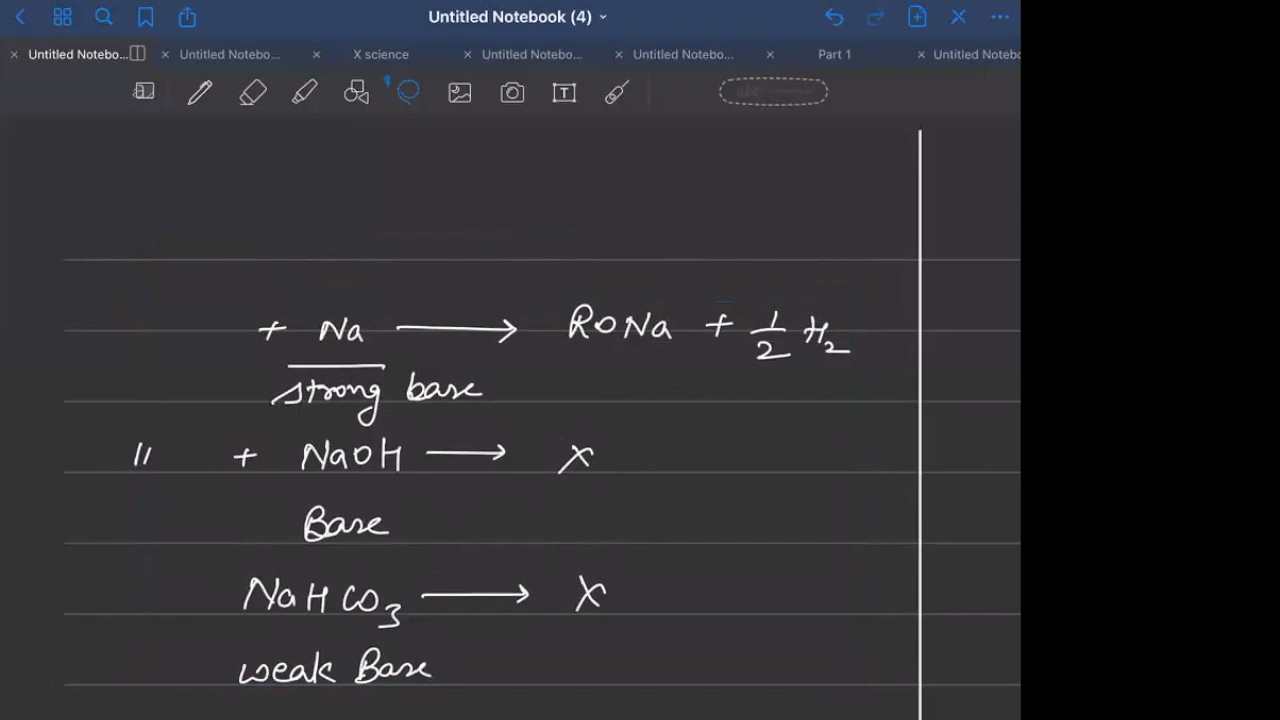 Untitled Notebook (4)
Untitled Notebo... Untitled Notebo... X science Untitled Notebo... Untitled Notebo... Part 1 Untitled Notebo
T abc
+ Na ⟶ RONa + 1/2 H2
strong base
" + NaOH ⟶ X
Base
NaHCO3 ⟶ X
weak Base